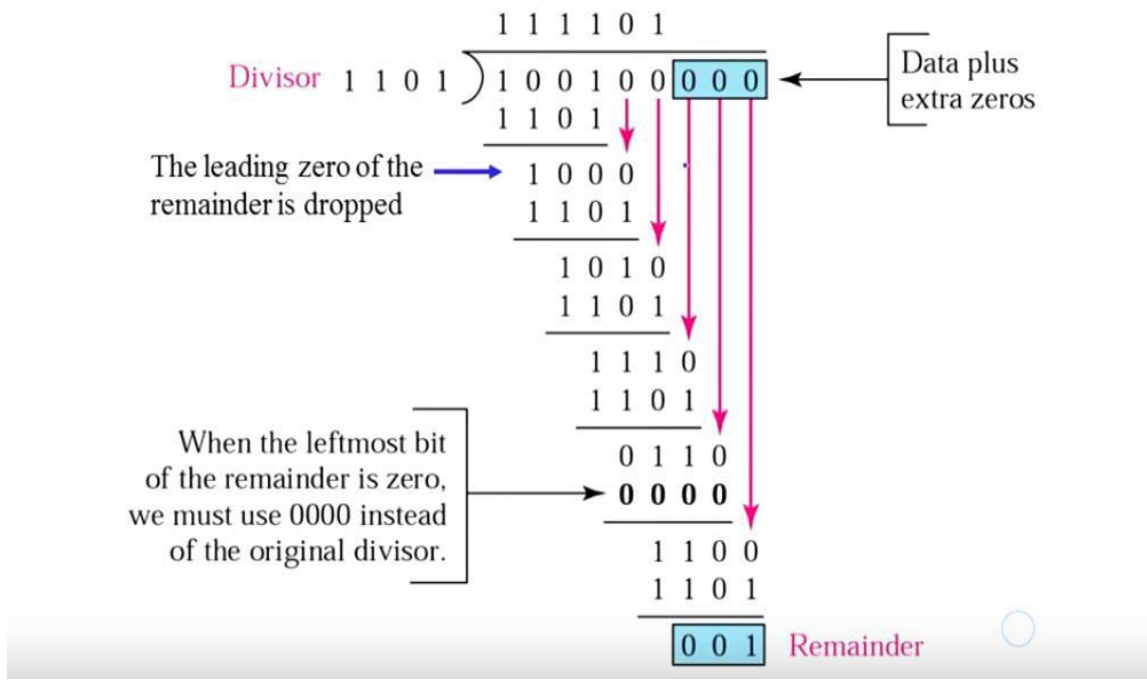 1 1 1 1 0 1
Divisor 1 1 0 1 ) 1 0 0 1 0 0 0 0 0
Data plus
extra zeros
1 1 0 1
The leading zero of the
remainder is dropped
1 0 0 0
1 1 0 1
1 0 1 0
1 1 0 1
1 1 1 0
1 1 0 1
When the leftmost bit
of the remainder is zero,
we must use 0000 instead
of the original divisor.
0 1 1 0
0 0 0 0
1 1 0 0
1 1 0 1
0 0 1 Remainder